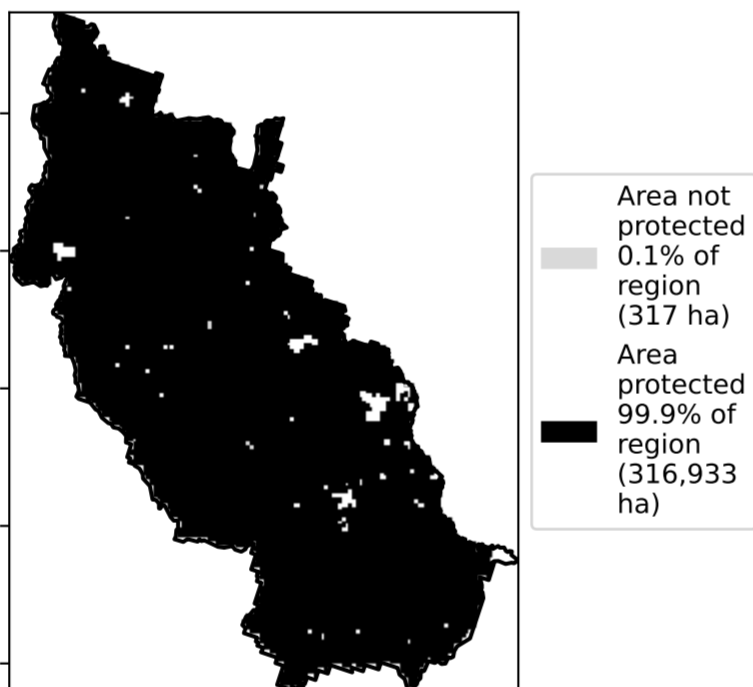 Area not
protected
0.1% of
region
(317 ha)
Area
protected
99.9% of
region
(316,933
ha)